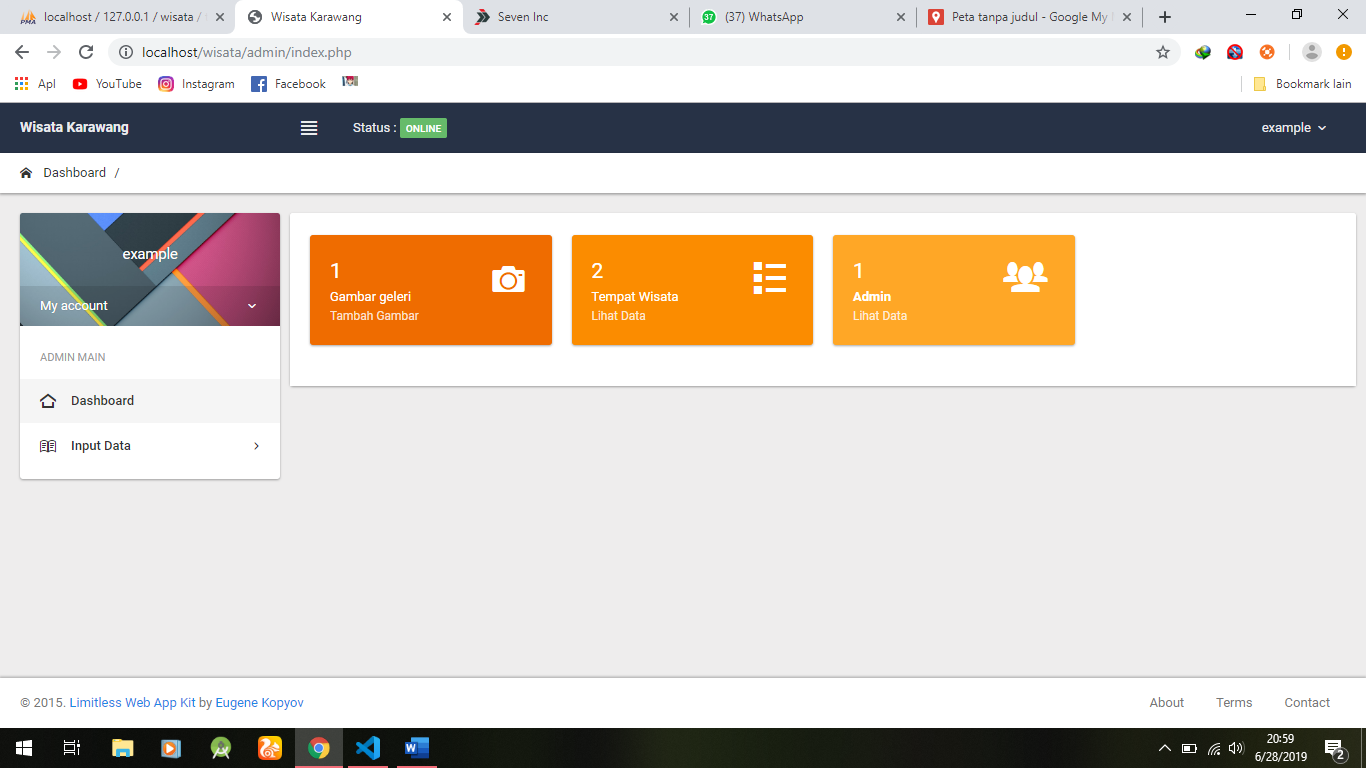 localhost / 127.0.0.1 / wisata /
Wisata Karawang
Seven Inc
37
(37) WhatsApp
Peta tanpa judul - Google My
localhost/wisata/admin/index.php
Apl
YouTube
Instagram
Facebook
Bookmark lain
Wisata Karawang
Status : ONLINE
example
Dashboard /
example
My account
ADMIN MAIN
Dashboard
Input Data
1
Gambar geleri
Tambah Gambar
2
Tempat Wisata
Lihat Data
1
Admin
Lihat Data
© 2015. Limitless Web App Kit by Eugene Kopyov
About
Terms
Contact
20:59
6/28/2019
2